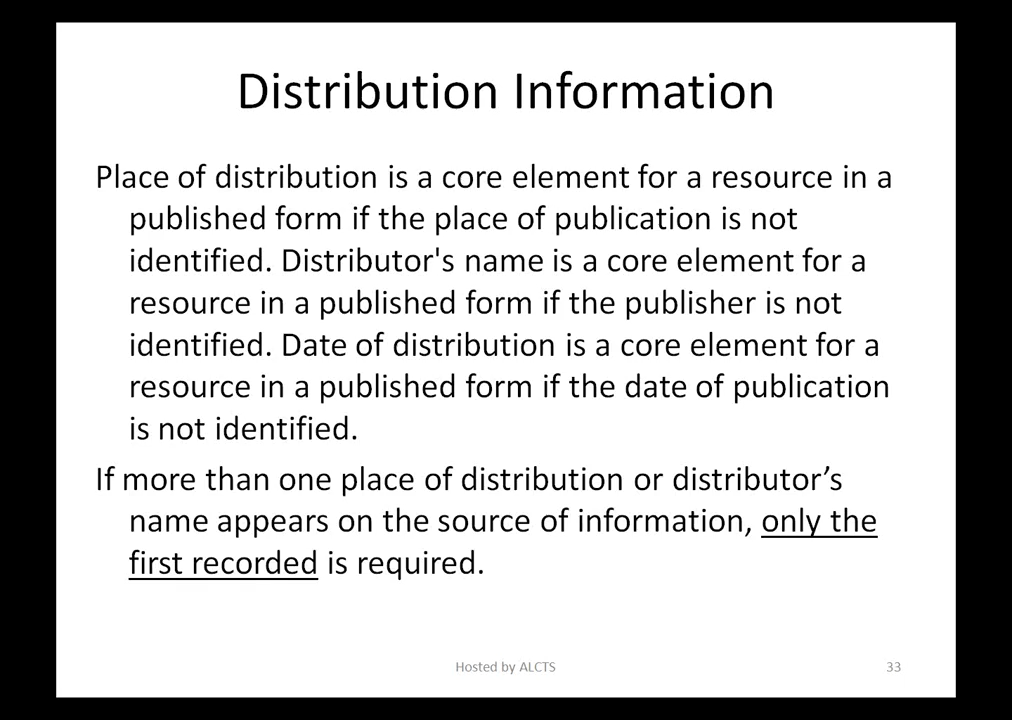 Distribution Information
Place of distribution is a core element for a resource in a
published form if the place of publication is not
identified. Distributor's name is a core element for a
resource in a published form if the publisher is not
identified. Date of distribution is a core element for a
resource in a published form if the date of publication
is not identified.
If more than one place of distribution or distributor’s
name appears on the source of information, only the
first recorded is required.
Hosted by ALCTS
33